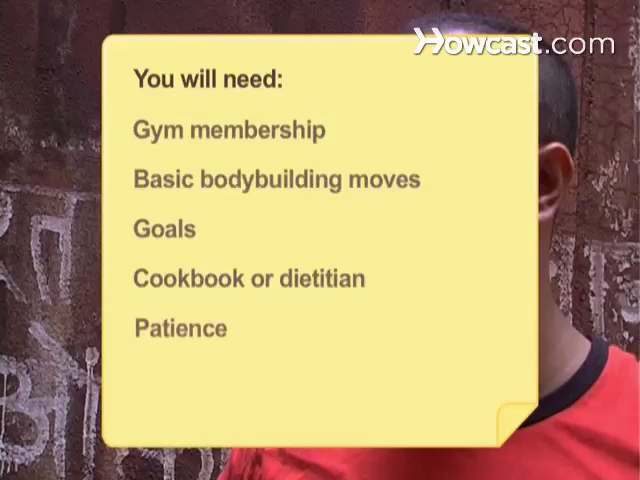 Howcast.com
You will need:
Gym membership
Basic bodybuilding moves
Goals
Cookbook or dietitian
Patience